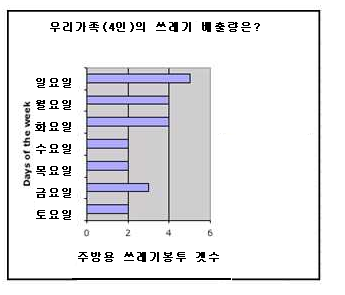 우리가족(4인)의 쓰레기 배출량은?
Days of the week
일요일
월요일
화요일
수요일
목요일
금요일
토요일
0 2 4 6
주방용 쓰레기봉투 겟수